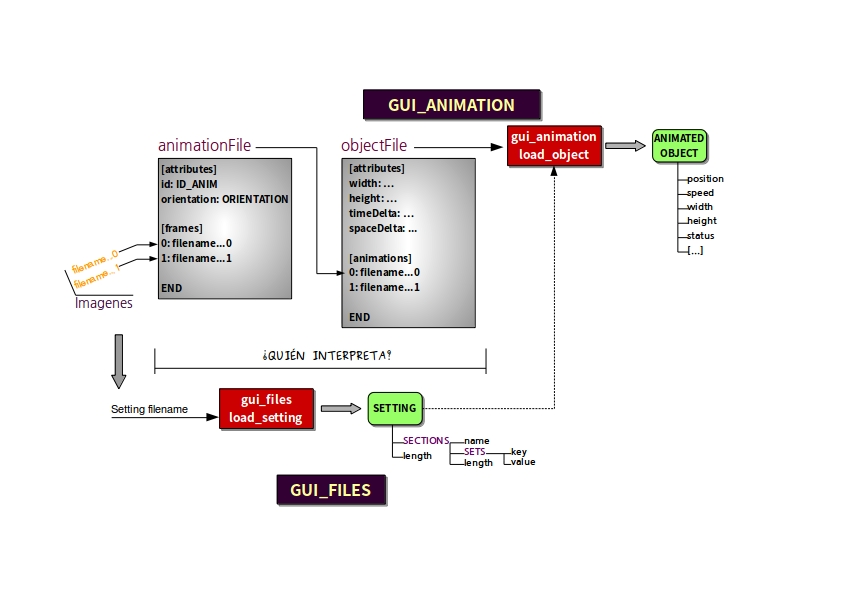 GUI_ANIMATION
animationFile
[attributes]
id: ID_ANIM
orientation: ORIENTATION
[frames]
0: filename...0
1: filename...1
END
filename...0
filename...1
Imagenes
objectFile
[attributes]
width: ...
height: ...
timeDelta: ...
spaceDelta: ...
[animations]
0: filename...0
1: filename...1
END
gui_animation
load_object
ANIMATED
OBJECT
position
speed
width
height
status
[...]
¿QUIÉN INTERPRETA?
Setting filename
gui_files
load_setting
SETTING
SECTIONS
length
name
SETS
length
key
value
GUI_FILES